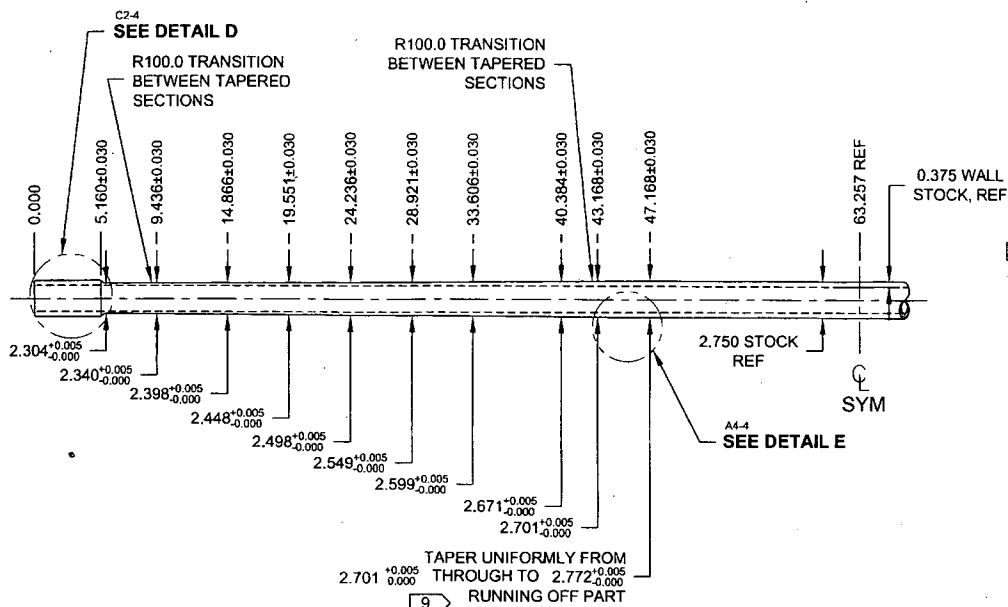 C2-4
SEE DETAIL D
R100.0 TRANSITION
BETWEEN TAPERED
SECTIONS
R100.0 TRANSITION
BETWEEN TAPERED
SECTIONS
0.000
5.160±0.030
9.436±0.030
14.866±0.030
19.551±0.030
24.236±0.030
28.921±0.030
33.606±0.030
40.384±0.030
43.168±0.030
47.168±0.030
63.257 REF
0.375 WALL
STOCK, REF
2.304 +0.005 -0.000
2.340 +0.005 -0.000
2.398 +0.005 -0.000
2.448 +0.005 -0.000
2.498 +0.005 -0.000
2.549 +0.005 -0.000
2.599 +0.005 -0.000
2.671 +0.005 -0.000
2.701 +0.005 -0.000
2.750 STOCK
REF
℄
SYM
A4-4
SEE DETAIL E
TAPER UNIFORMLY FROM
2.701 +0.005 0.000 THROUGH TO 2.772 +0.005 -0.000
RUNNING OFF PART
9